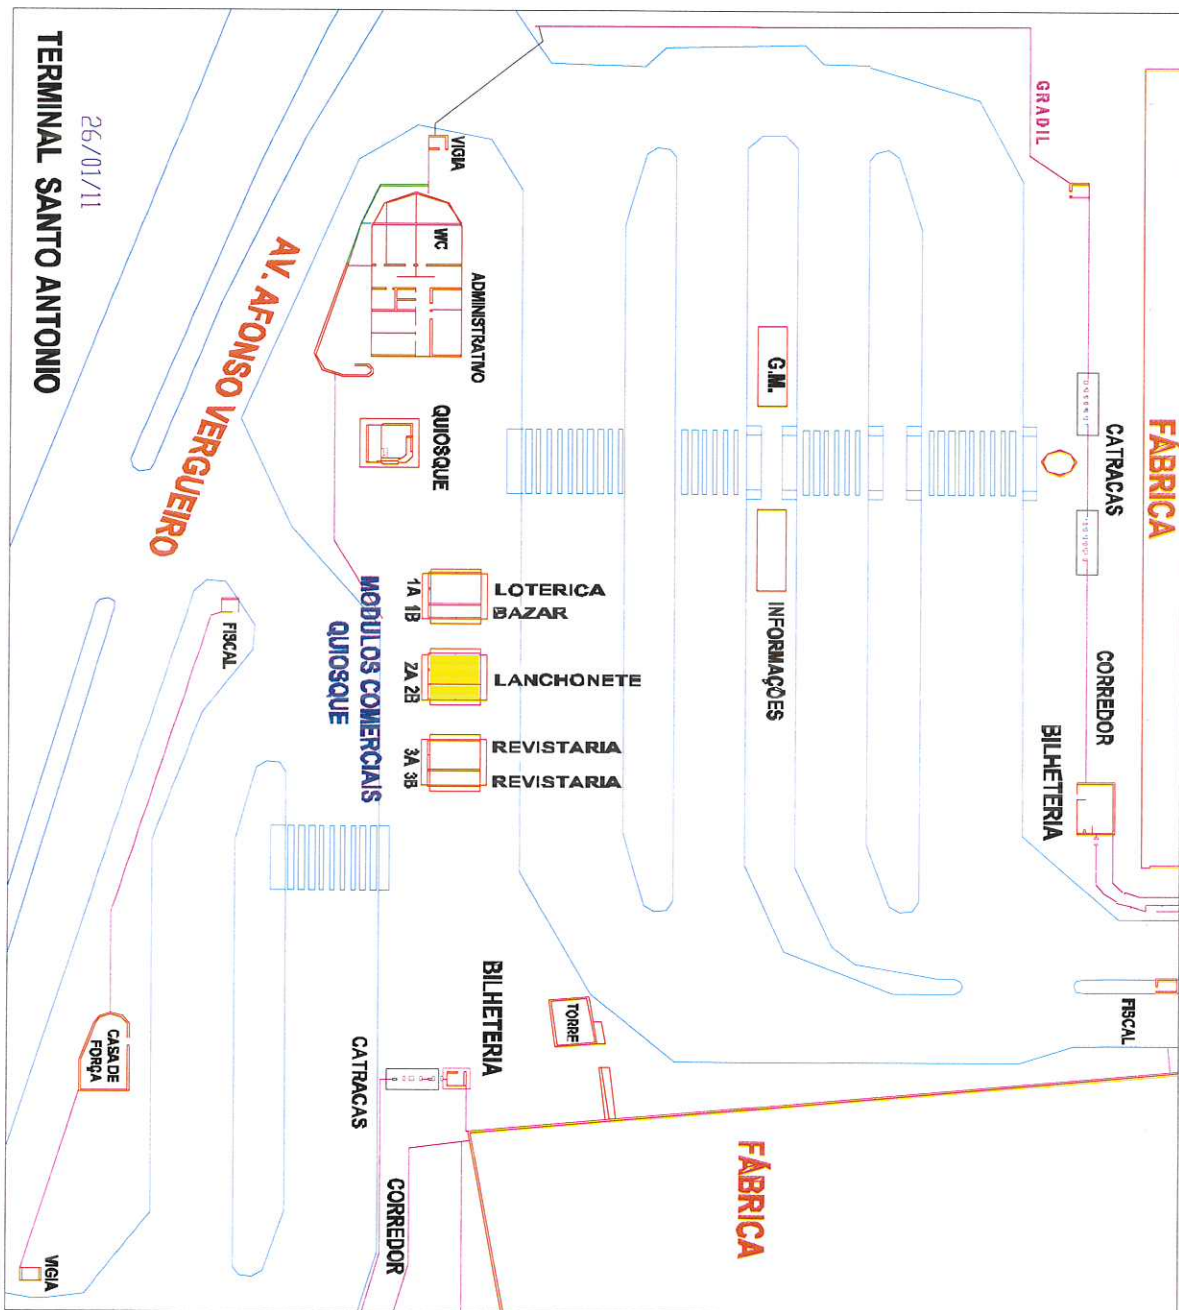 TERMINAL SANTO ANTONIO
26/01/11
AV. AFONSO VERGUEIRO
VIGIA
WC
ADMINISTRATIVO
QUIOSQUE
GRADIL
G.M.
CATRACAS
FÁBRICA
INFORMAÇÕES
CORREDOR
BILHETERIA
1A 1B
LOTERICA
BAZAR
2A 2B
LANCHONETE
3A 3B
REVISTARIA
REVISTARIA
MODULOS COMERCIAIS
QUIOSQUE
FISCAL
CASA DE
FORÇA
VIGIA
CATRACAS
BILHETERIA
CORREDOR
TORRE
FISCAL
FÁBRICA